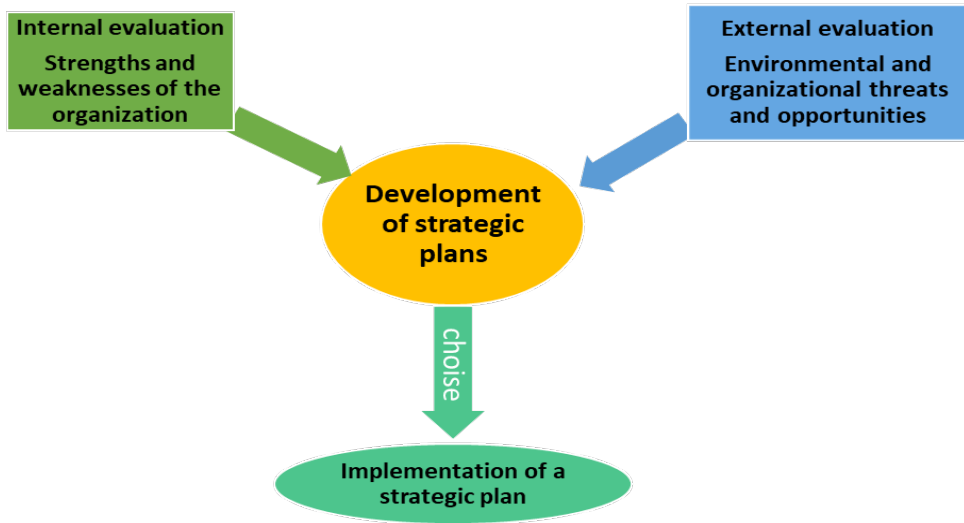 Internal evaluation
Strengths and
weaknesses of the
organization
External evaluation
Environmental and
organizational threats
and opportunities
Development
of strategic
plans
choise
Implementation of a
strategic plan